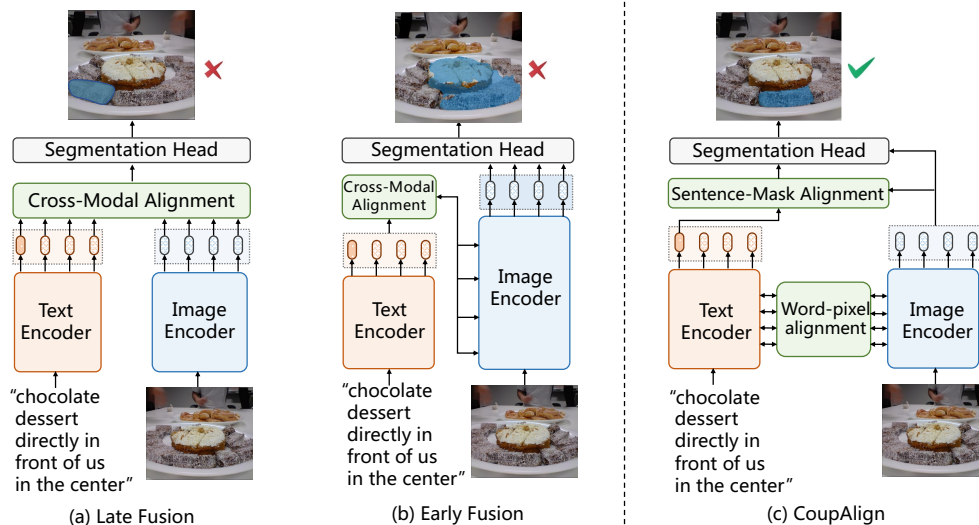 Segmentation Head
Cross-Modal Alignment
Text
Encoder
Image
Encoder
“chocolate
dessert
directly in
front of us
in the center”
(a) Late Fusion
Segmentation Head
Cross-Modal
Alignment
Text
Encoder
Image
Encoder
“chocolate
dessert
directly in
front of us
in the center”
(b) Early Fusion
Segmentation Head
Sentence-Mask Alignment
Text
Encoder
Word-pixel
alignment
Image
Encoder
“chocolate
dessert
directly in
front of us
in the center”
(c) CoupAlign